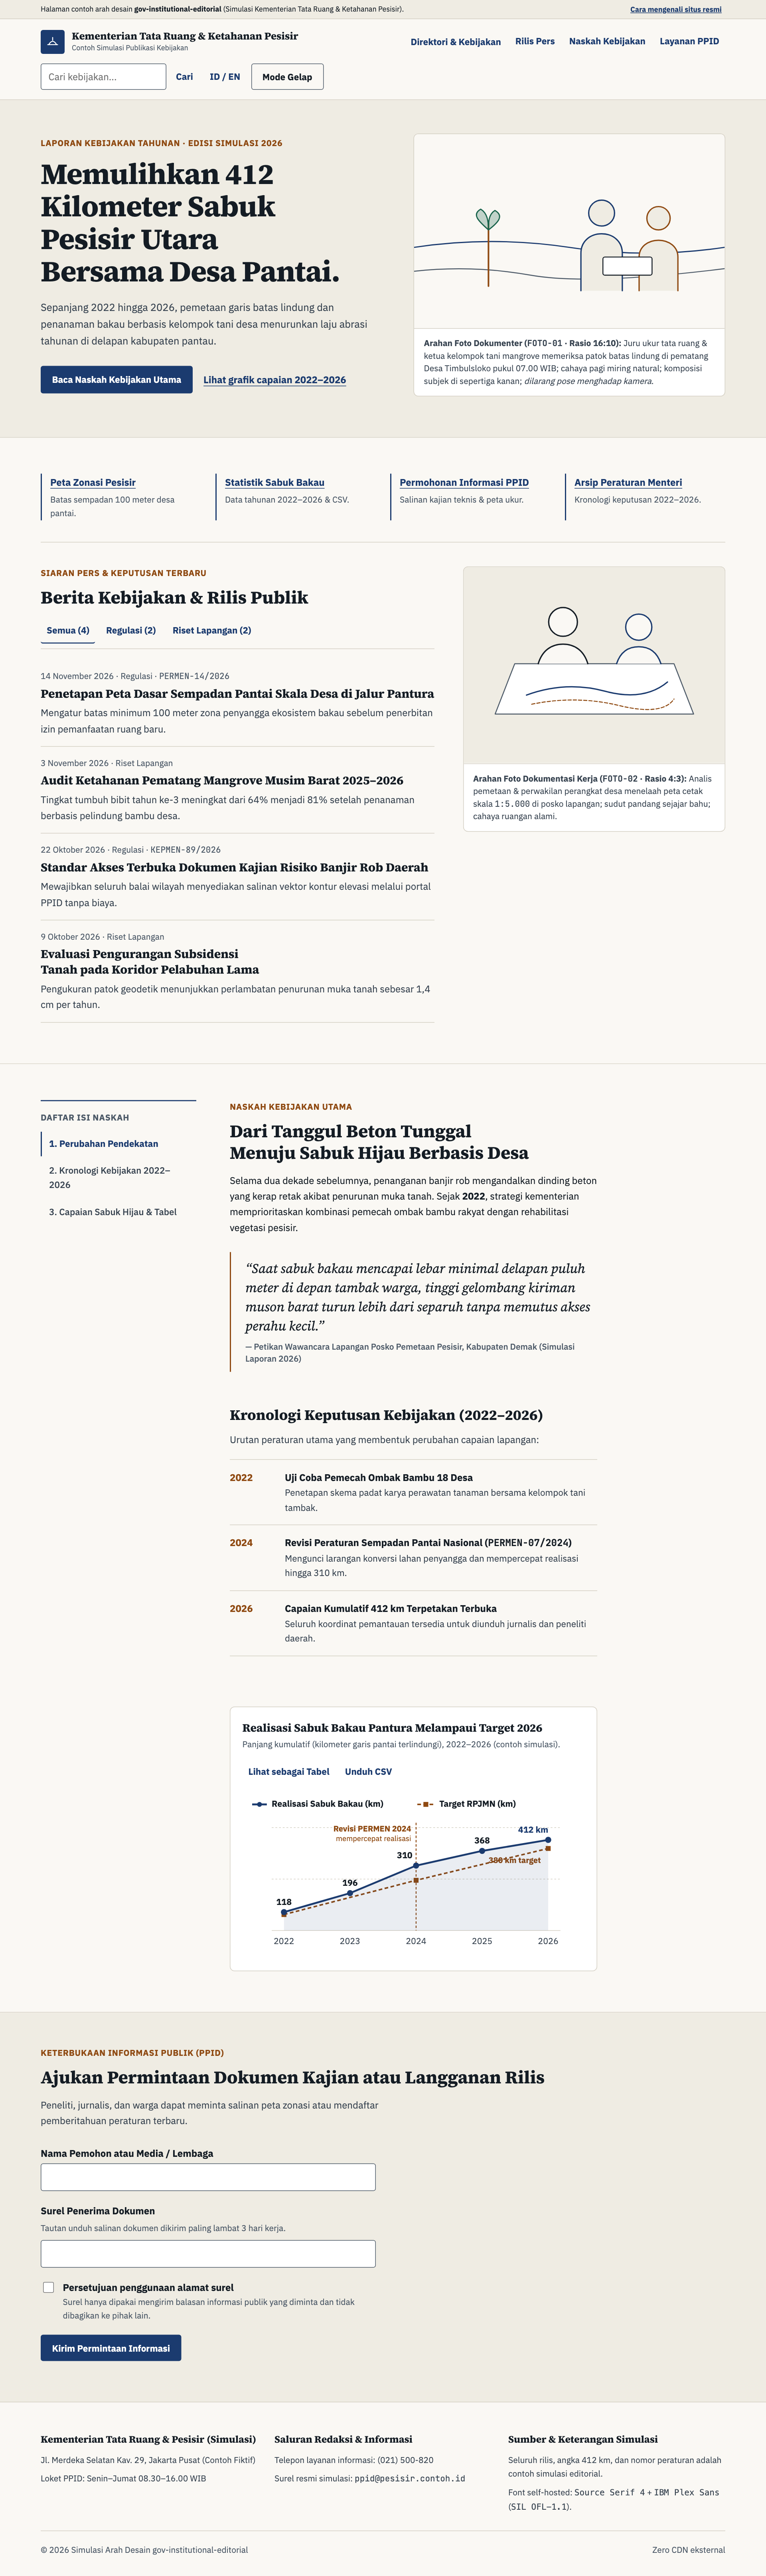 Halaman contoh arah desain gov-institutional-editorial (Simulasi Kementerian Tata Ruang & Ketahanan Pesisir).
Cara mengenali situs resmi
Kementerian Tata Ruang & Ketahanan Pesisir
Contoh Simulasi Publikasi Kebijakan
Direktori & Kebijakan
Rilis Pers
Naskah Kebijakan
Layanan PPID
Cari kebijakan...
Cari
ID / EN
Mode Gelap
LAPORAN KEBIJAKAN TAHUNAN · EDISI SIMULASI 2026
Memulihkan 412
Kilometer Sabuk
Pesisir Utara
Bersama Desa Pantai.
Sepanjang 2022 hingga 2026, pemetaan garis batas lindung dan
penanaman bakau berbasis kelompok tani desa menurunkan laju abrasi
tahunan di delapan kabupaten pantau.
Baca Naskah Kebijakan Utama
Lihat grafik capaian 2022–2026
Arahan Foto Dokumenter (FOTO-01 · Rasio 16:10): Juru ukur tata ruang &
ketua kelompok tani mangrove memeriksa patok batas lindung di pematang
Desa Timbulsloko pukul 07.00 WIB; cahaya pagi miring natural; komposisi
subjek di sepertiga kanan; dilarang pose menghadap kamera.
Peta Zonasi Pesisir
Batas sempadan 100 meter desa
pantai.
Statistik Sabuk Bakau
Data tahunan 2022–2026 & CSV.
Permohonan Informasi PPID
Salinan kajian teknis & peta ukur.
Arsip Peraturan Menteri
Kronologi keputusan 2022–2026.
SIARAN PERS & KEPUTUSAN TERBARU
Berita Kebijakan & Rilis Publik
Semua (4)
Regulasi (2)
Riset Lapangan (2)
14 November 2026 · Regulasi · PERMEN-14/2026
Penetapan Peta Dasar Sempadan Pantai Skala Desa di Jalur Pantura
Mengatur batas minimum 100 meter zona penyangga ekosistem bakau sebelum penerbitan
izin pemanfaatan ruang baru.
3 November 2026 · Riset Lapangan
Audit Ketahanan Pematang Mangrove Musim Barat 2025–2026
Tingkat tumbuh bibit tahun ke-3 meningkat dari 64% menjadi 81% setelah penanaman
berbasis pelindung bambu desa.
22 Oktober 2026 · Regulasi · KEPMEN-89/2026
Standar Akses Terbuka Dokumen Kajian Risiko Banjir Rob Daerah
Mewajibkan seluruh balai wilayah menyediakan salinan vektor kontur elevasi melalui portal
PPID tanpa biaya.
9 Oktober 2026 · Riset Lapangan
Evaluasi Pengurangan Subsidensi
Tanah pada Koridor Pelabuhan Lama
Pengukuran patok geodetik menunjukkan perlambatan penurunan muka tanah sebesar 1,4
cm per tahun.
Arahan Foto Dokumentasi Kerja (FOTO-02 · Rasio 4:3): Analis
pemetaan & perwakilan perangkat desa menelaah peta cetak
skala 1:5.000 di posko lapangan; sudut pandang sejajar bahu;
cahaya ruangan alami.
DAFTAR ISI NASKAH
1. Perubahan Pendekatan
2. Kronologi Kebijakan 2022–
2026
3. Capaian Sabuk Hijau & Tabel
NASKAH KEBIJAKAN UTAMA
Dari Tanggul Beton Tunggal
Menuju Sabuk Hijau Berbasis Desa
Selama dua dekade sebelumnya, penanganan banjir rob mengandalkan dinding beton
yang kerap retak akibat penurunan muka tanah. Sejak 2022, strategi kementerian
memprioritaskan kombinasi pemecah ombak bambu rakyat dengan rehabilitasi
vegetasi pesisir.
“Saat sabuk bakau mencapai lebar minimal delapan puluh
meter di depan tambak warga, tinggi gelombang kiriman
muson barat turun lebih dari separuh tanpa memutus akses
perahu kecil.”
— Petikan Wawancara Lapangan Posko Pemetaan Pesisir, Kabupaten Demak (Simulasi
Laporan 2026)
Kronologi Keputusan Kebijakan (2022–2026)
Urutan peraturan utama yang membentuk perubahan capaian lapangan:
2022
Uji Coba Pemecah Ombak Bambu 18 Desa
Penetapan skema padat karya perawatan tanaman bersama kelompok tani
tambak.
2024
Revisi Peraturan Sempadan Pantai Nasional (PERMEN-07/2024)
Mengunci larangan konversi lahan penyangga dan mempercepat realisasi
hingga 310 km.
2026
Capaian Kumulatif 412 km Terpetakan Terbuka
Seluruh koordinat pemantauan tersedia untuk diunduh jurnalis dan peneliti
daerah.
Realisasi Sabuk Bakau Pantura Melampaui Target 2026
Panjang kumulatif (kilometer garis pantai terlindungi), 2022–2026 (contoh simulasi).
Lihat sebagai Tabel
Unduh CSV
Realisasi Sabuk Bakau (km)
Target RPJMN (km)
Revisi PERMEN 2024
mempercepat realisasi
412 km
368
380 km target
310
196
118
2022
2023
2024
2025
2026
KETERBUKAAN INFORMASI PUBLIK (PPID)
Ajukan Permintaan Dokumen Kajian atau Langganan Rilis
Peneliti, jurnalis, dan warga dapat meminta salinan peta zonasi atau mendaftar
pemberitahuan peraturan terbaru.
Nama Pemohon atau Media / Lembaga
Surel Penerima Dokumen
Tautan unduh salinan dokumen dikirim paling lambat 3 hari kerja.
Persetujuan penggunaan alamat surel
Surel hanya dipakai mengirim balasan informasi publik yang diminta dan tidak
dibagikan ke pihak lain.
Kirim Permintaan Informasi
Kementerian Tata Ruang & Pesisir (Simulasi)
Jl. Merdeka Selatan Kav. 29, Jakarta Pusat (Contoh Fiktif)
Loket PPID: Senin–Jumat 08.30–16.00 WIB
Saluran Redaksi & Informasi
Telepon layanan informasi: (021) 500-820
Surel resmi simulasi: ppid@pesisir.contoh.id
Sumber & Keterangan Simulasi
Seluruh rilis, angka 412 km, dan nomor peraturan adalah
contoh simulasi editorial.
Font self-hosted: Source Serif 4 + IBM Plex Sans
(SIL OFL-1.1).
© 2026 Simulasi Arah Desain gov-institutional-editorial
Zero CDN eksternal